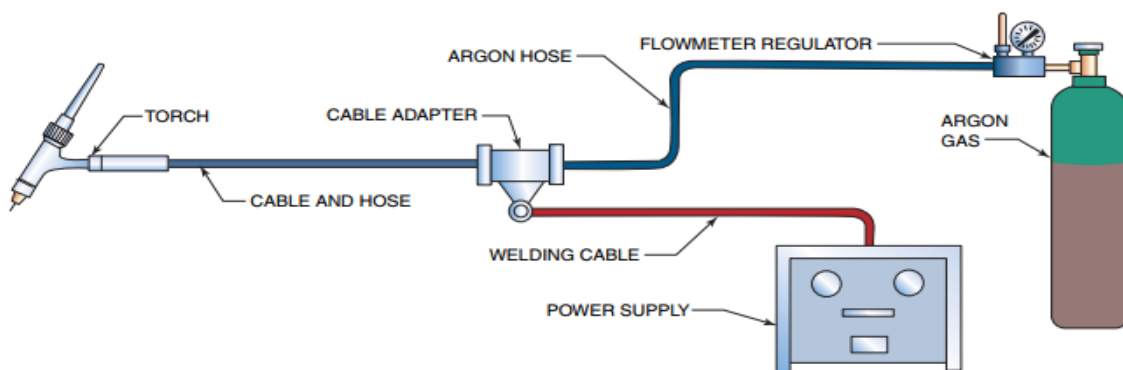 FLOWMETER REGULATOR
ARGON HOSE
TORCH
CABLE ADAPTER
ARGON
GAS
CABLE AND HOSE
WELDING CABLE
POWER SUPPLY